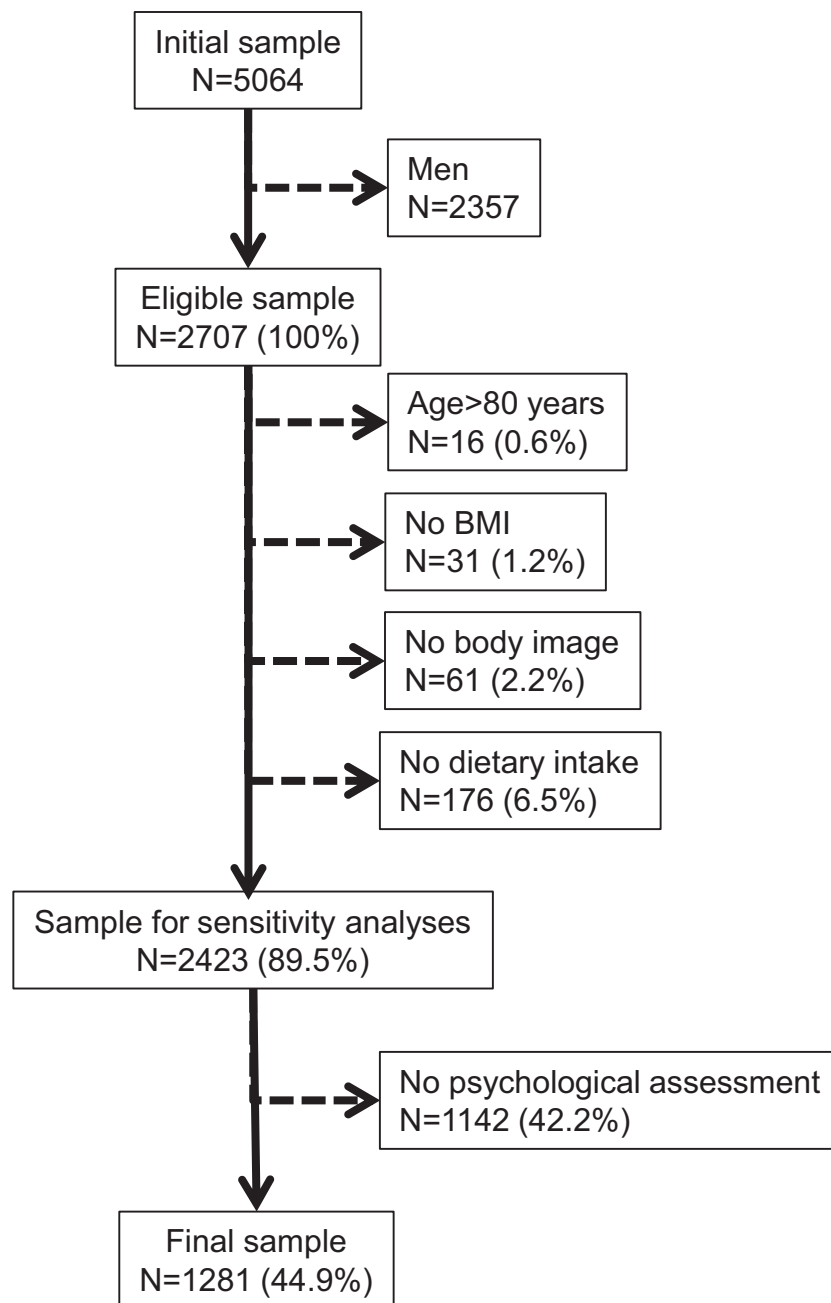 Initial sample
N=5064
Men
N=2357
Eligible sample
N=2707 (100%)
Age>80 years
N=16 (0.6%)
No BMI
N=31 (1.2%)
No body image
N=61 (2.2%)
No dietary intake
N=176 (6.5%)
Sample for sensitivity analyses
N=2423 (89.5%)
No psychological assessment
N=1142 (42.2%)
Final sample
N=1281 (44.9%)